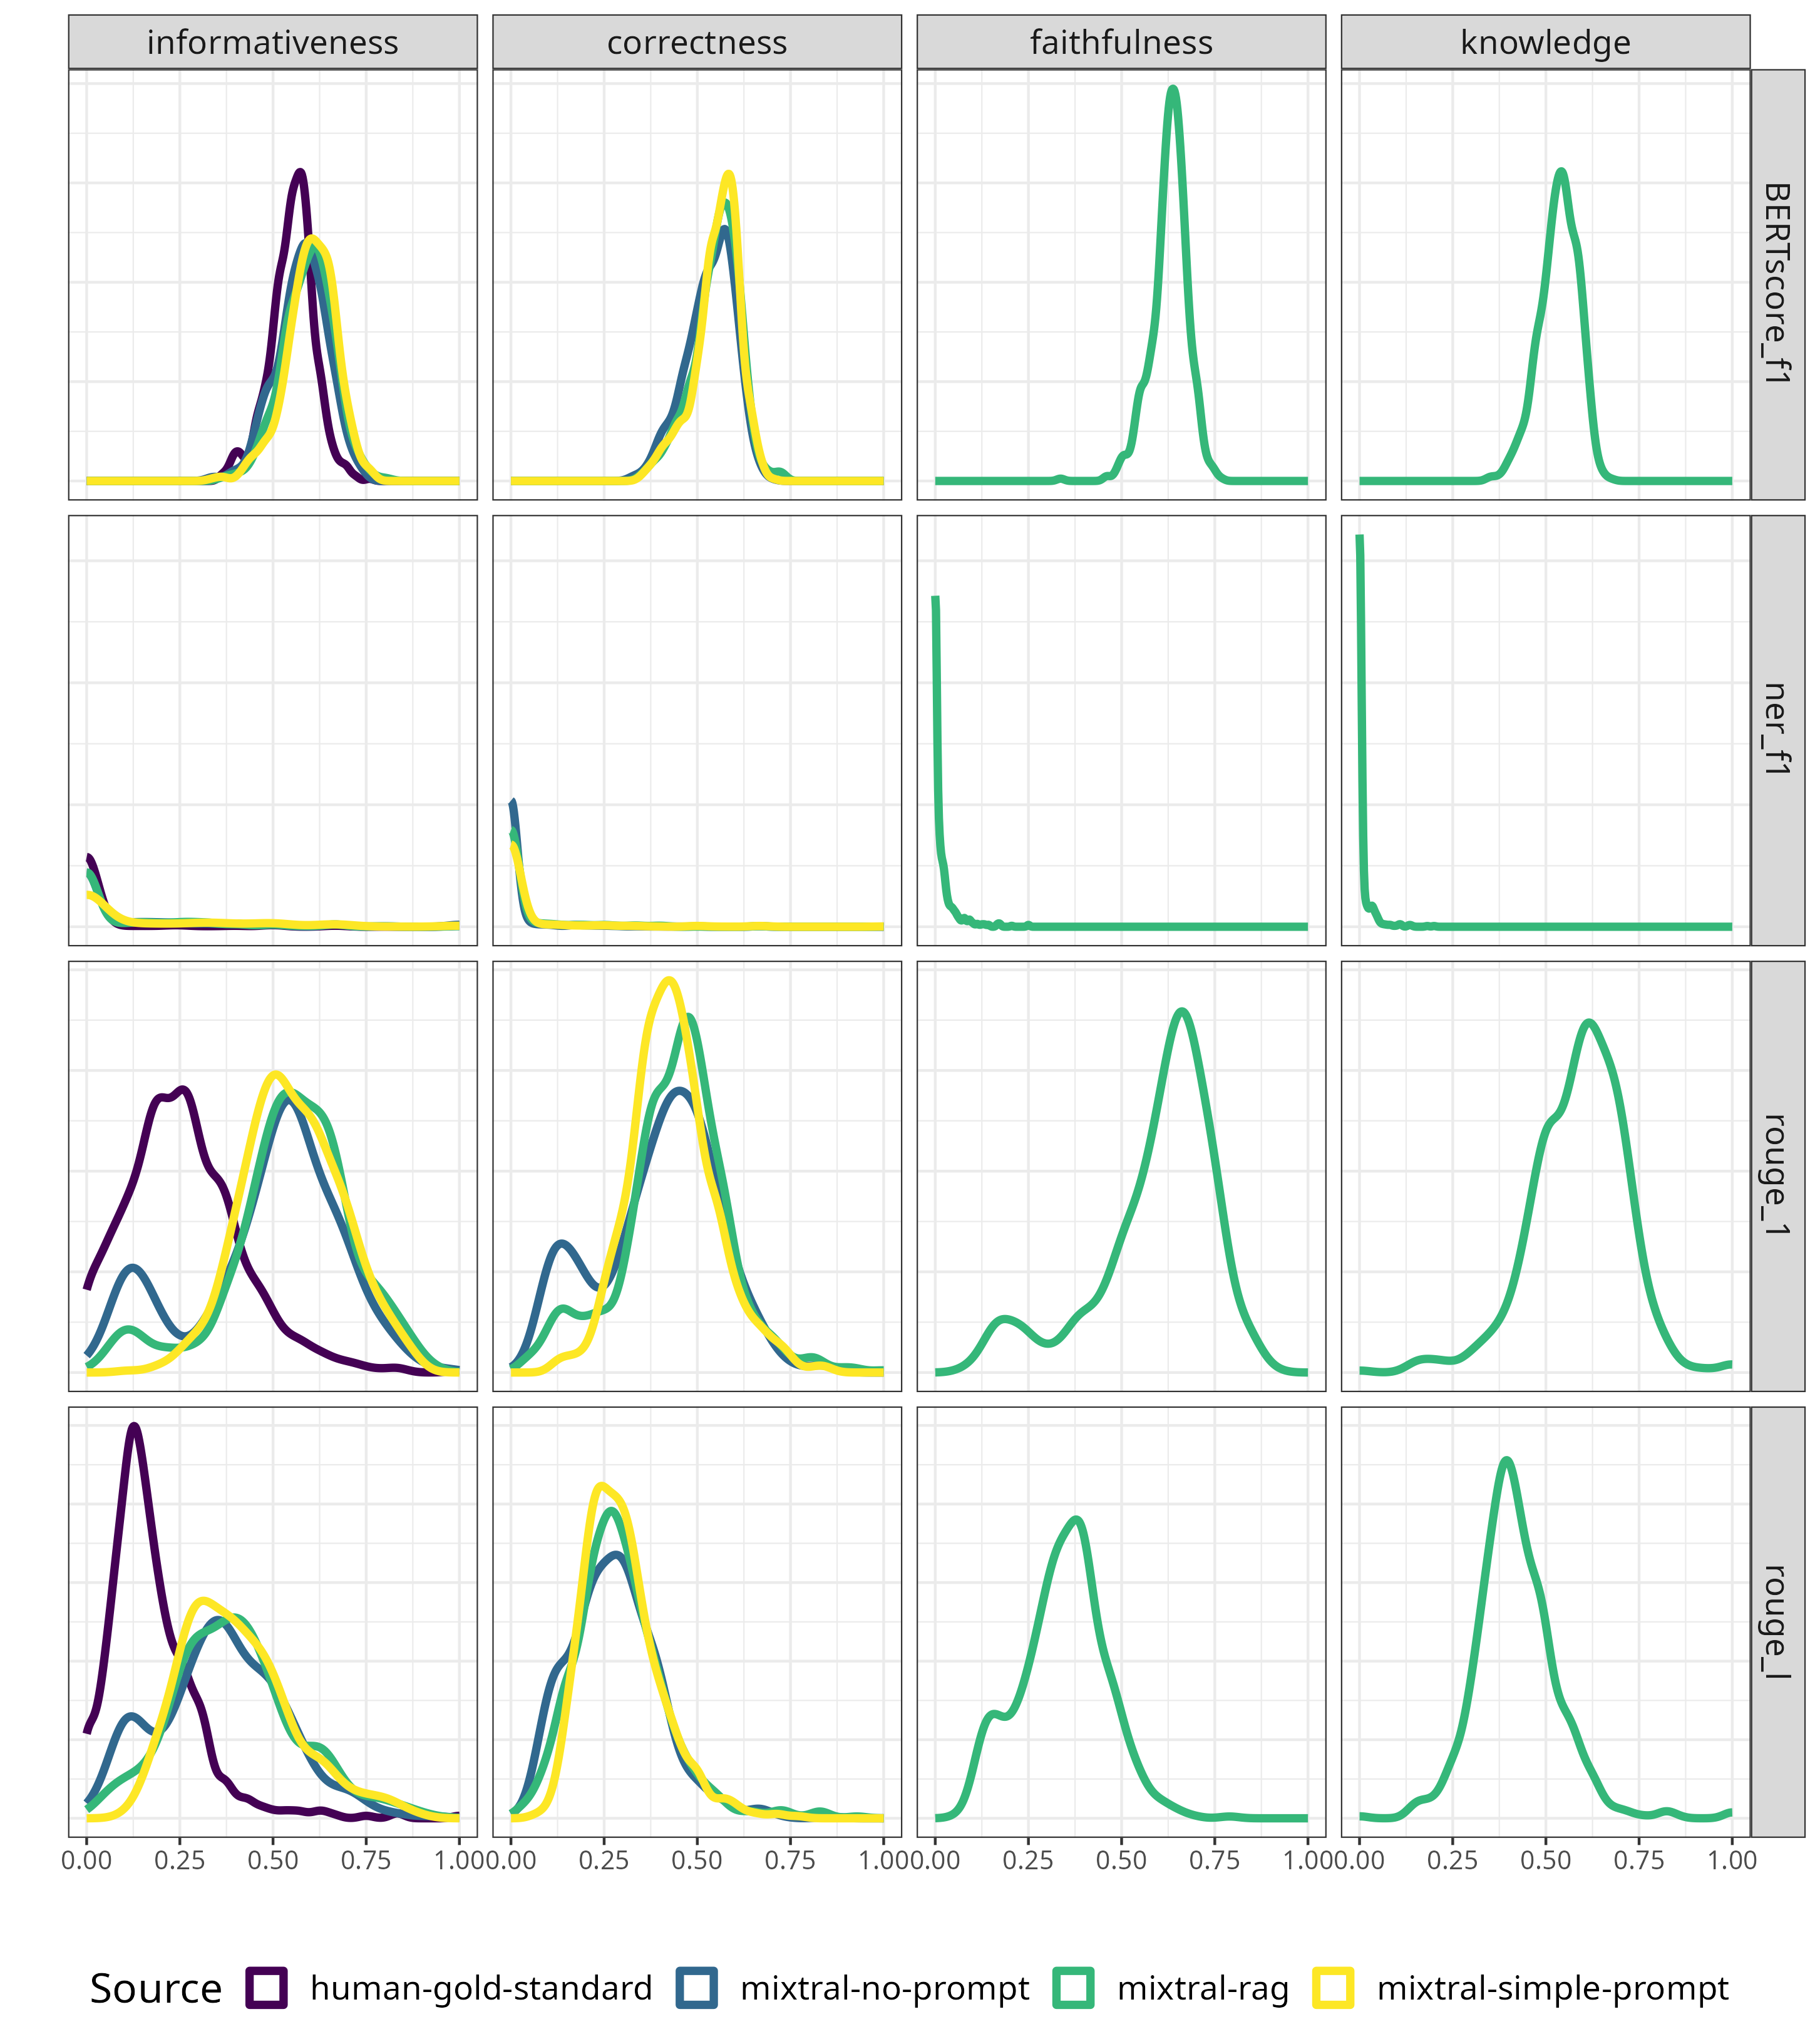 informativeness correctness faithfulness knowledge
BERTscore_f1
ner_f1
rouge_1
rouge_l
0.00 0.25 0.50 0.75 1.00 0.00 0.25 0.50 0.75 1.00 0.00 0.25 0.50 0.75 1.00 0.00 0.25 0.50 0.75 1.00
Source human-gold-standard mixtral-no-prompt mixtral-rag mixtral-simple-prompt